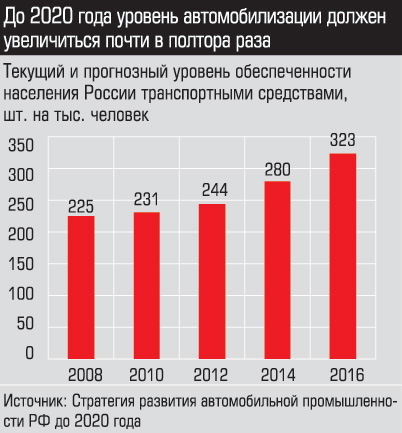 До 2020 года уровень автомобилизации должен
увеличиться почти в полтора раза
Текущий и прогнозный уровень обеспеченности
населения России транспортными средствами,
шт. на тыс. человек
350
300
250
200
150
100
50
0
225
231
244
280
323
2008
2010
2012
2014
2016
Источник: Стратегия развития автомобильной промышленно-
сти РФ до 2020 года